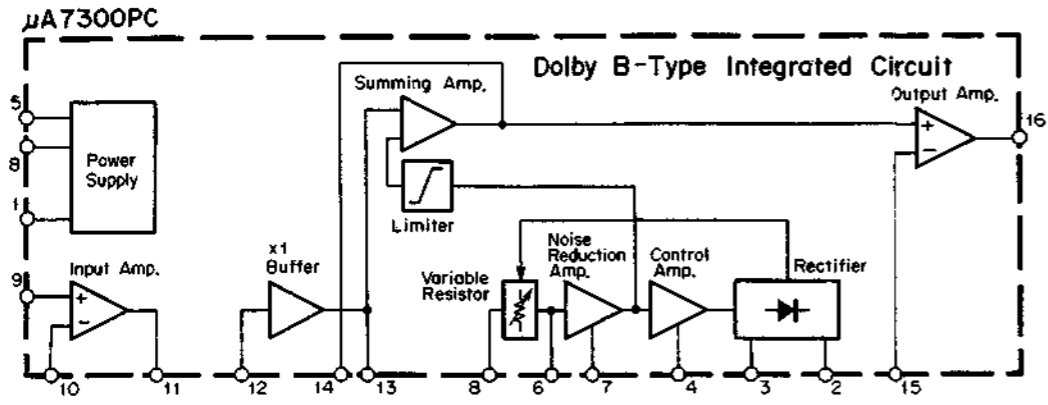 μA7300PC
Dolby B-Type Integrated Circuit
Summing Amp.
Output Amp.
5
8
1
Power
Supply
16
+
−
Limiter
9
Input Amp.
+
−
x1
Buffer
Variable
Resistor
Noise
Reduction
Amp.
Control
Amp.
Rectifier
10
11
12
14
13
8
6
7
4
3
2
15